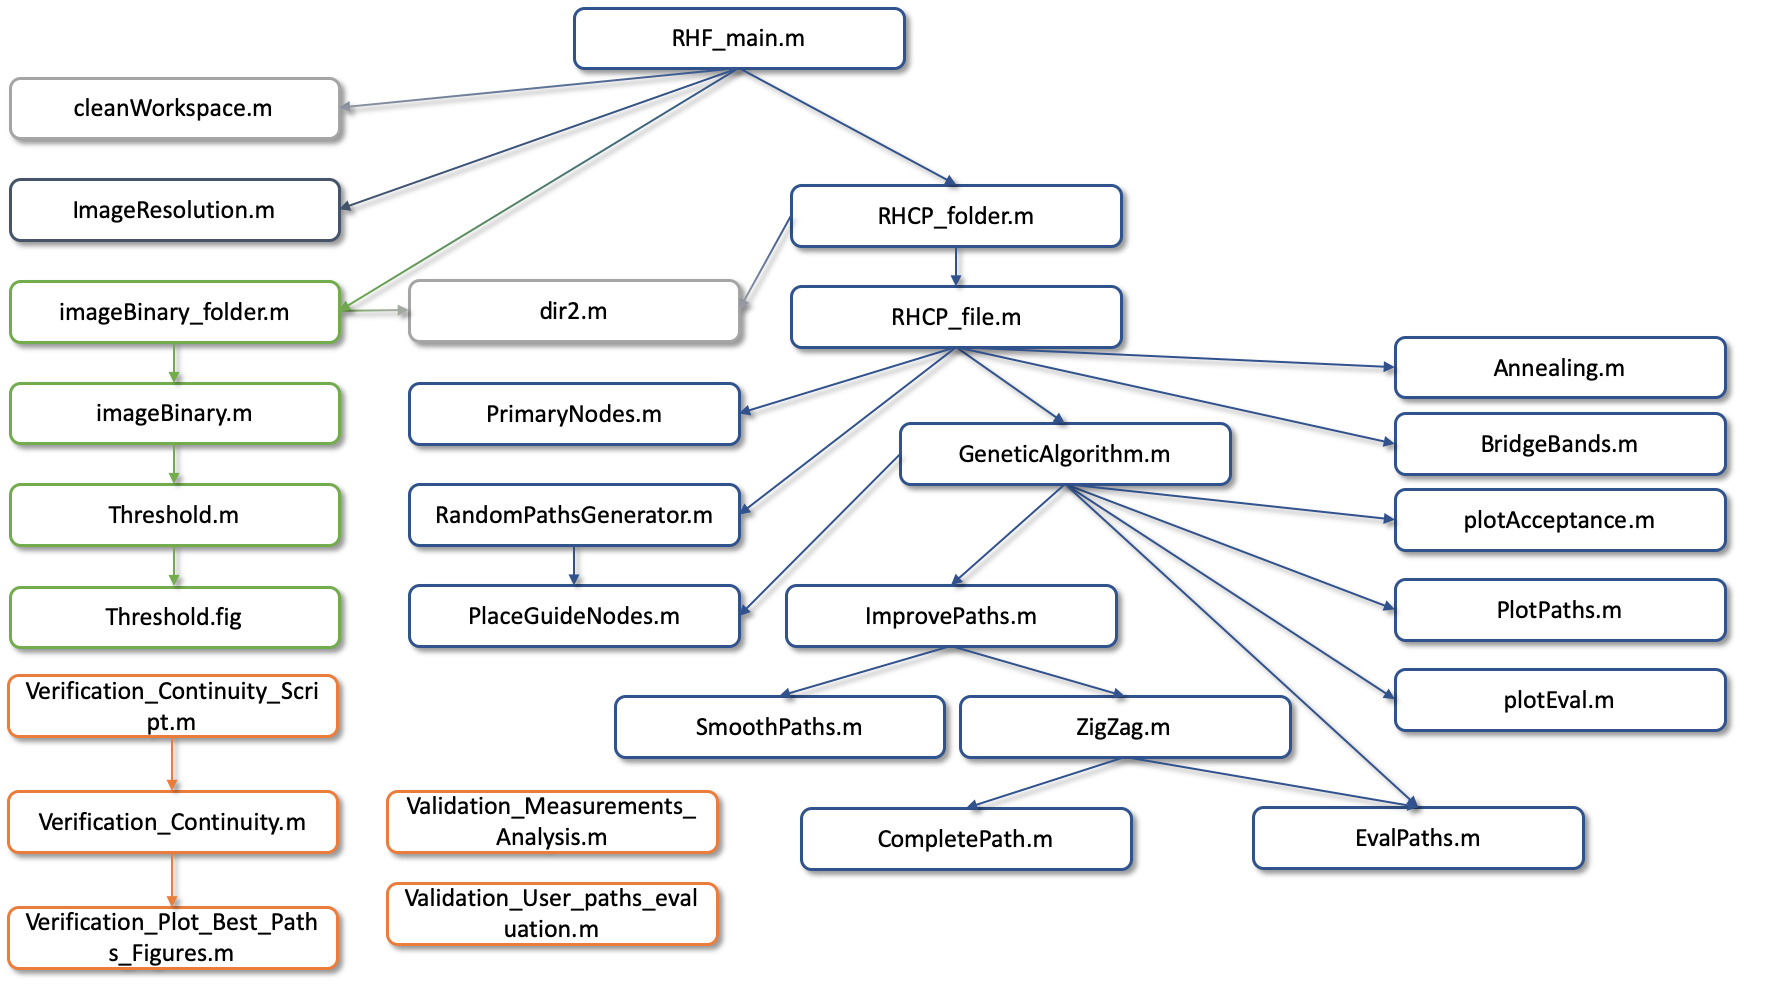 RHF_main.m
cleanWorkspace.m
ImageResolution.m
RHCP_folder.m
imageBinary_folder.m
dir2.m
RHCP_file.m
Annealing.m
imageBinary.m
PrimaryNodes.m
BridgeBands.m
GeneticAlgorithm.m
Threshold.m
RandomPathsGenerator.m
plotAcceptance.m
Threshold.fig
PlaceGuideNodes.m
ImprovePaths.m
PlotPaths.m
Verification_Continuity_Scri
pt.m
SmoothPaths.m
ZigZag.m
plotEval.m
Verification_Continuity.m
Validation_Measurements_
Analysis.m
CompletePath.m
EvalPaths.m
Validation_User_paths_eval
uation.m
Verification_Plot_Best_Path
s_Figures.m